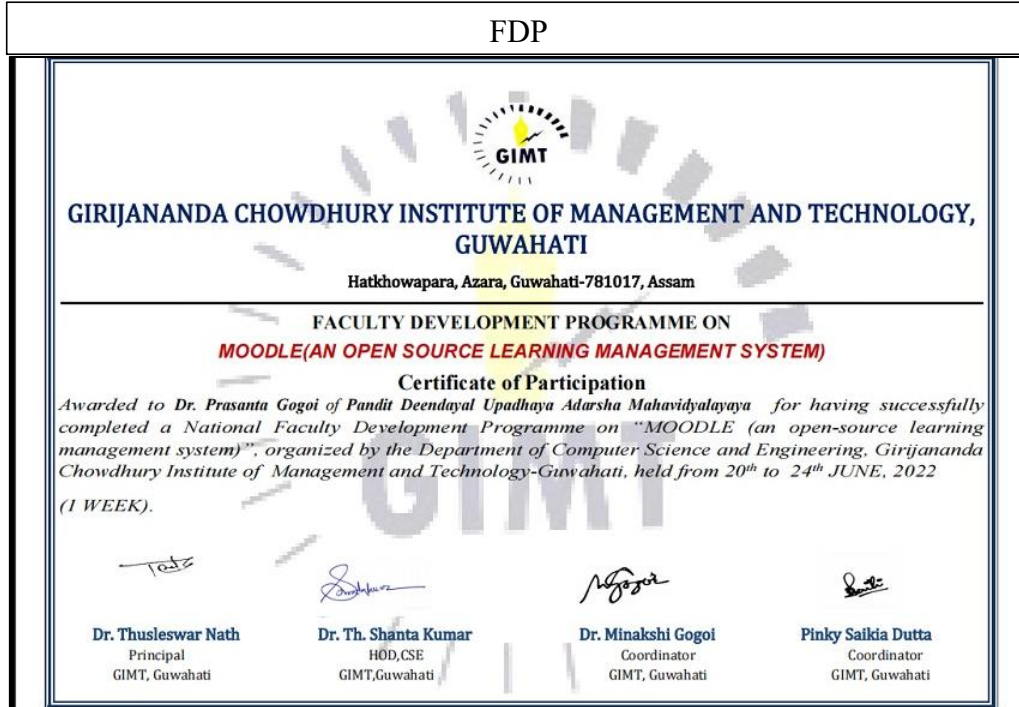 FDP
GIMT
GIRIJANANDA CHOWDHURY INSTITUTE OF MANAGEMENT AND TECHNOLOGY,
GUWAHATI
Hatkhowapara, Azara, Guwahati-781017, Assam
FACULTY DEVELOPMENT PROGRAMME ON
MOODLE(AN OPEN SOURCE LEARNING MANAGEMENT SYSTEM)
Certificate of Participation
Awarded to Dr. Prasanta Gogoi of Pandit Deendayal Upadhaya Adarsha Mahavidyalayaya for having successfully
completed a National Faculty Development Programme on “MOODLE (an open-source learning
management system)”, organized by the Department of Computer Science and Engineering, Girijananda
Chowdhury Institute of Management and Technology-Guwahati, held from 20th to 24th JUNE, 2022
(1 WEEK).
GIMT
Dr. Thusleswar Nath Dr. Th. Shanta Kumar Dr. Minakshi Gogoi Pinky Saikia Dutta
Principal HOD,CSE Coordinator Coordinator
GIMT, Guwahati GIMT,Guwahati GIMT, Guwahati GIMT, Guwahati